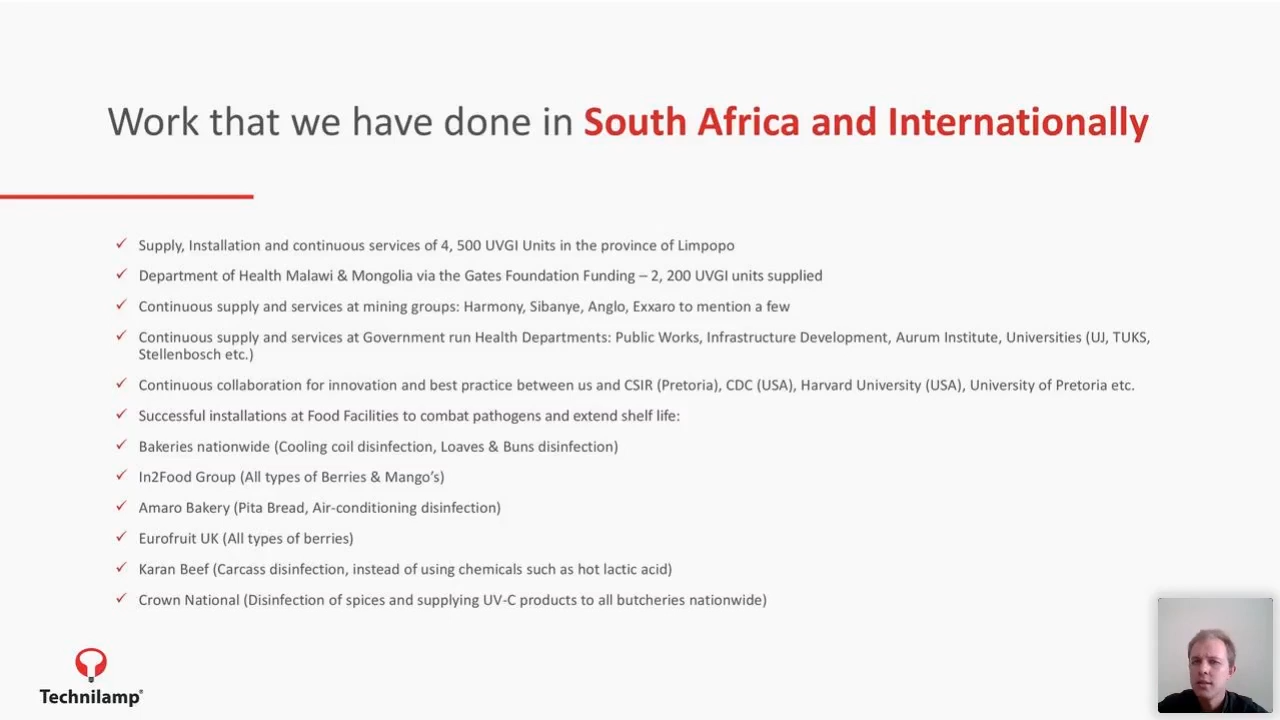 Work that we have done in South Africa and Internationally
Supply, Installation and continuous services of 4, 500 UVGI Units in the province of Limpopo
Department of Health Malawi & Mongolia via the Gates Foundation Funding – 2, 200 UVGI units supplied
Continuous supply and services at mining groups: Harmony, Sibanye, Anglo, Exxaro to mention a few
Continuous supply and services at Government run Health Departments: Public Works, Infrastructure Development, Aurum Institute, Universities (UJ, TUKS,
Stellenbosch etc.)
Continuous collaboration for innovation and best practice between us and CSIR (Pretoria), CDC (USA), Harvard University (USA), University of Pretoria etc.
Successful installations at Food Facilities to combat pathogens and extend shelf life:
Bakeries nationwide (Cooling coil disinfection, Loaves & Buns disinfection)
In2Food Group (All types of Berries & Mango’s)
Amaro Bakery (Pita Bread, Air-conditioning disinfection)
Eurofruit UK (All types of berries)
Karan Beef (Carcass disinfection, instead of using chemicals such as hot lactic acid)
Crown National (Disinfection of spices and supplying UV-C products to all butcheries nationwide)
Technilamp®